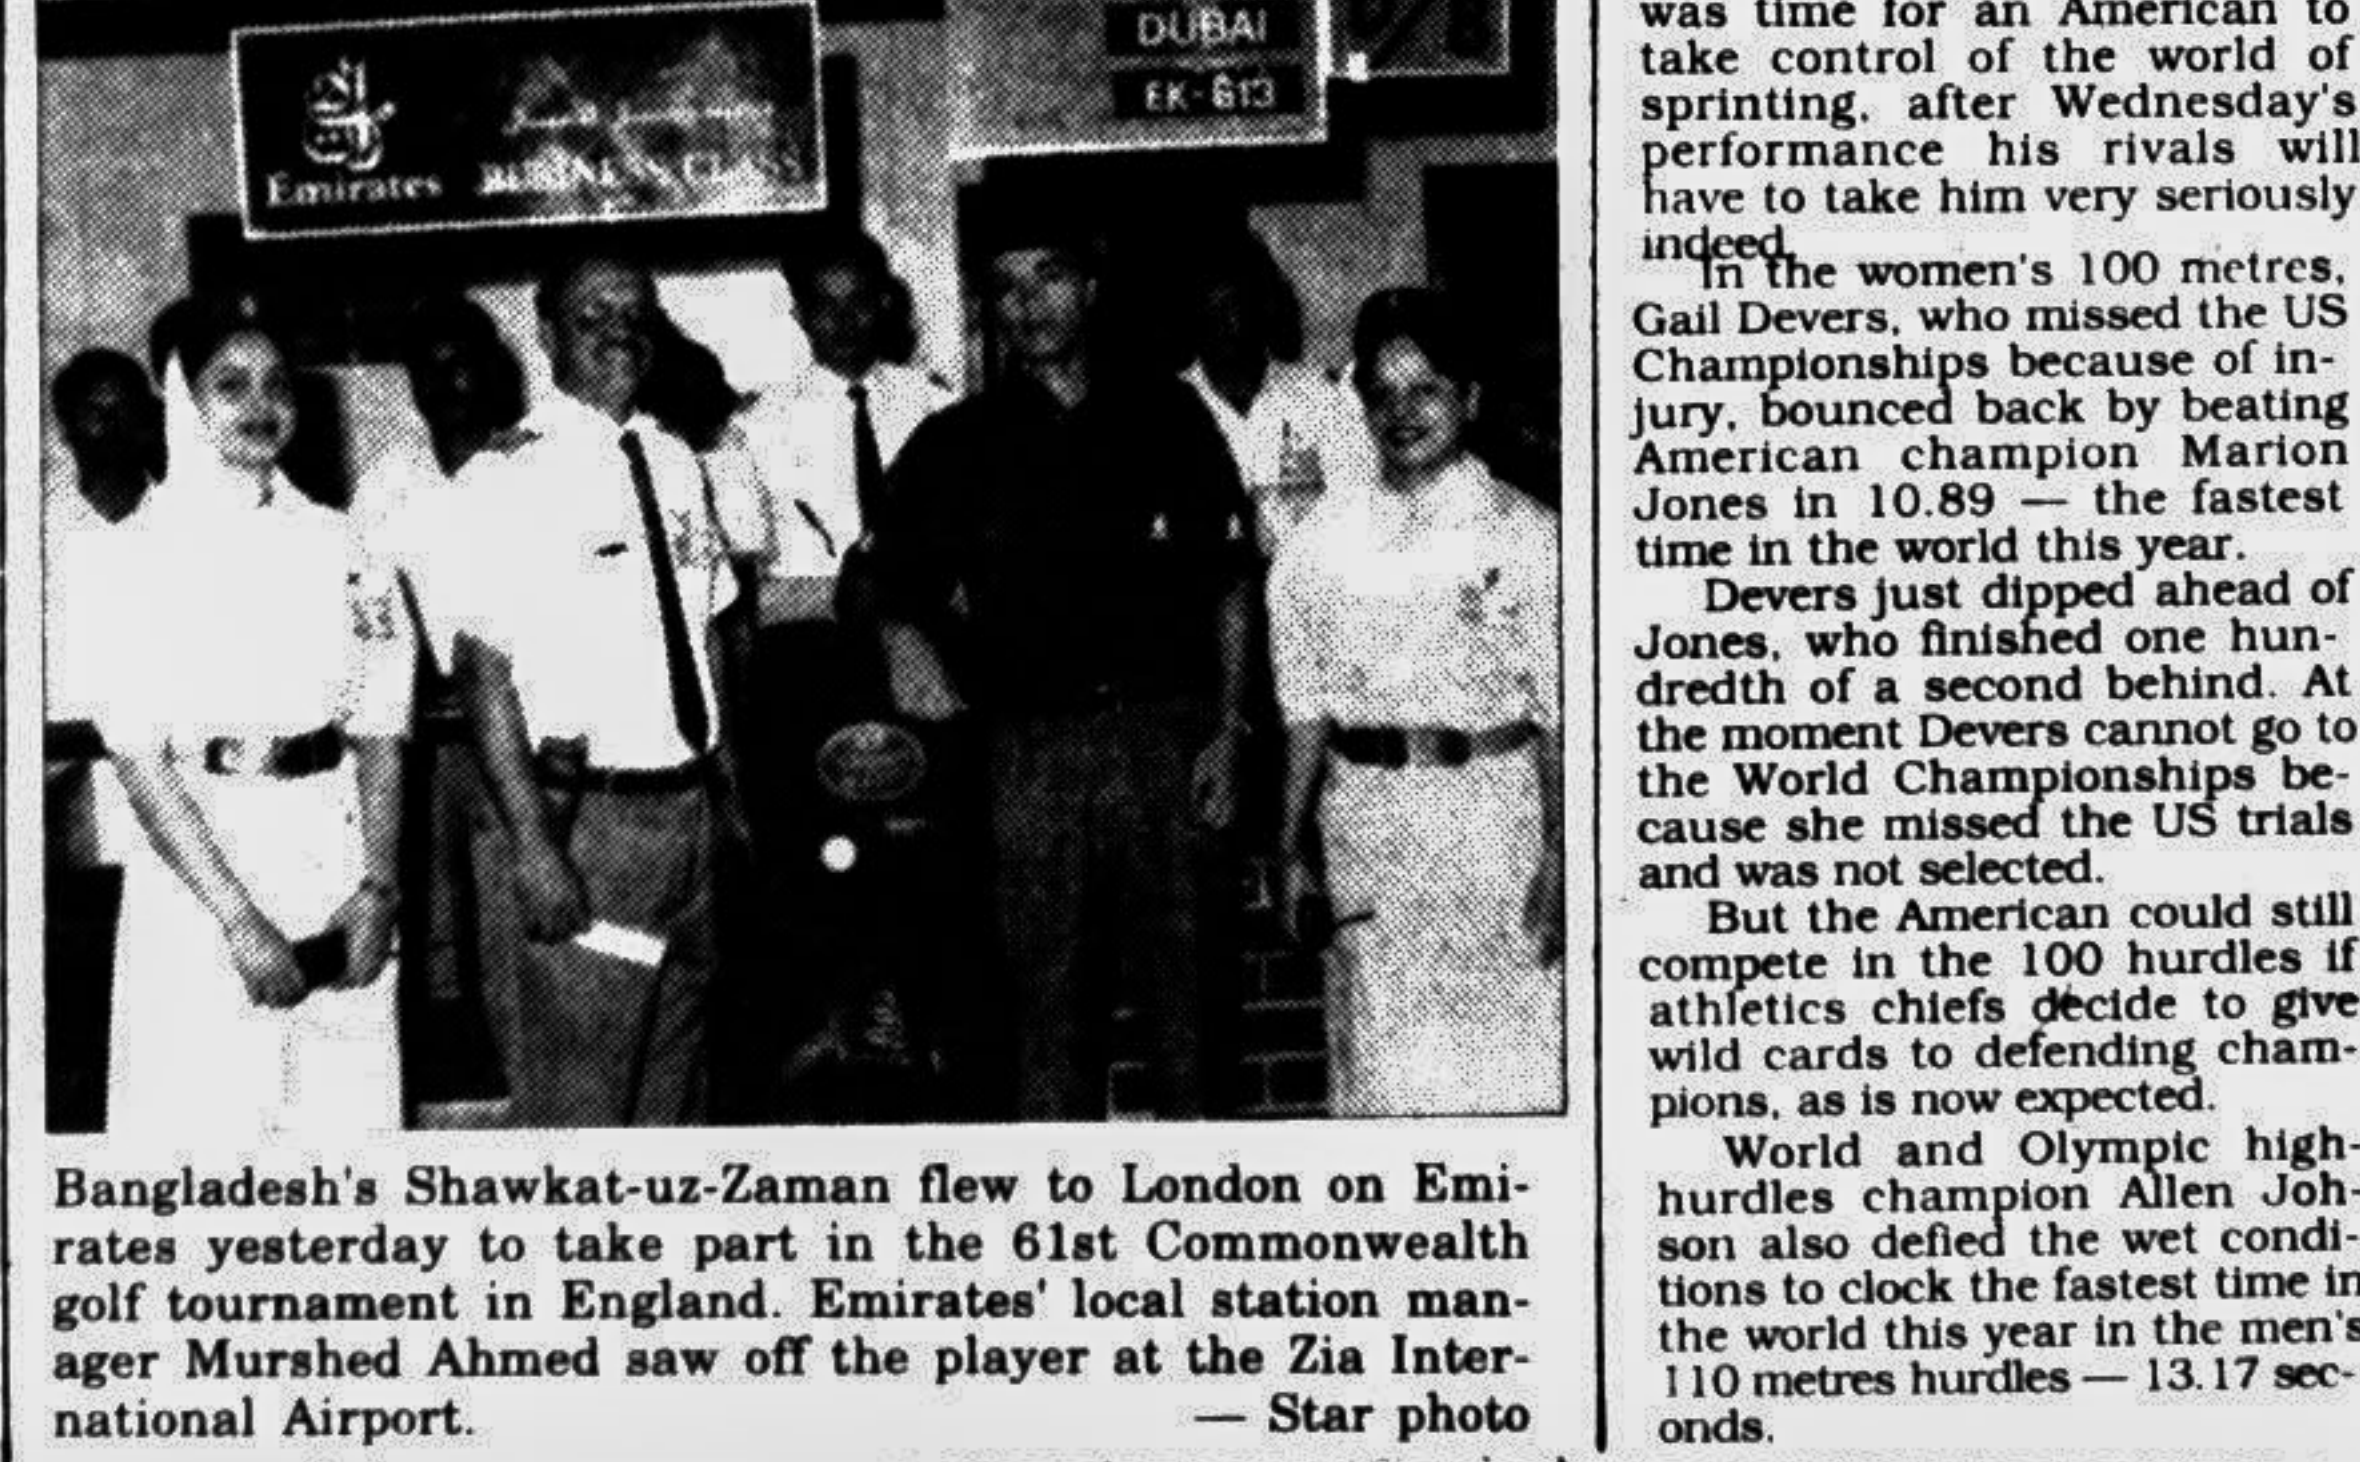 DUBAI
EK-613
Emirates
BUSINESS CLASS
Bangladesh's Shawkat-uz-Zaman flew to London on Emi-
rates yesterday to take part in the 61st Commonwealth
golf tournament in England. Emirates' local station man-
ager Murshed Ahmed saw off the player at the Zia Inter-
national Airport.
— Star photo
was time for an American to
take control of the world of
sprinting, after Wednesday's
performance his rivals will
have to take him very seriously
indeed.
In the women's 100 metres,
Gail Devers, who missed the US
Championships because of in-
jury, bounced back by beating
American champion Marion
Jones in 10.89 — the fastest
time in the world this year.
Devers just dipped ahead of
Jones, who finished one hun-
dredth of a second behind. At
the moment Devers cannot go to
the World Championships be-
cause she missed the US trials
and was not selected.
But the American could still
compete in the 100 hurdles if
athletics chiefs decide to give
wild cards to defending cham-
pions, as is now expected.
World and Olympic high-
hurdles champion Allen Joh-
son also defied the wet condi-
tions to clock the fastest time in
the world this year in the men's
110 metres hurdles — 13.17 sec-
onds.